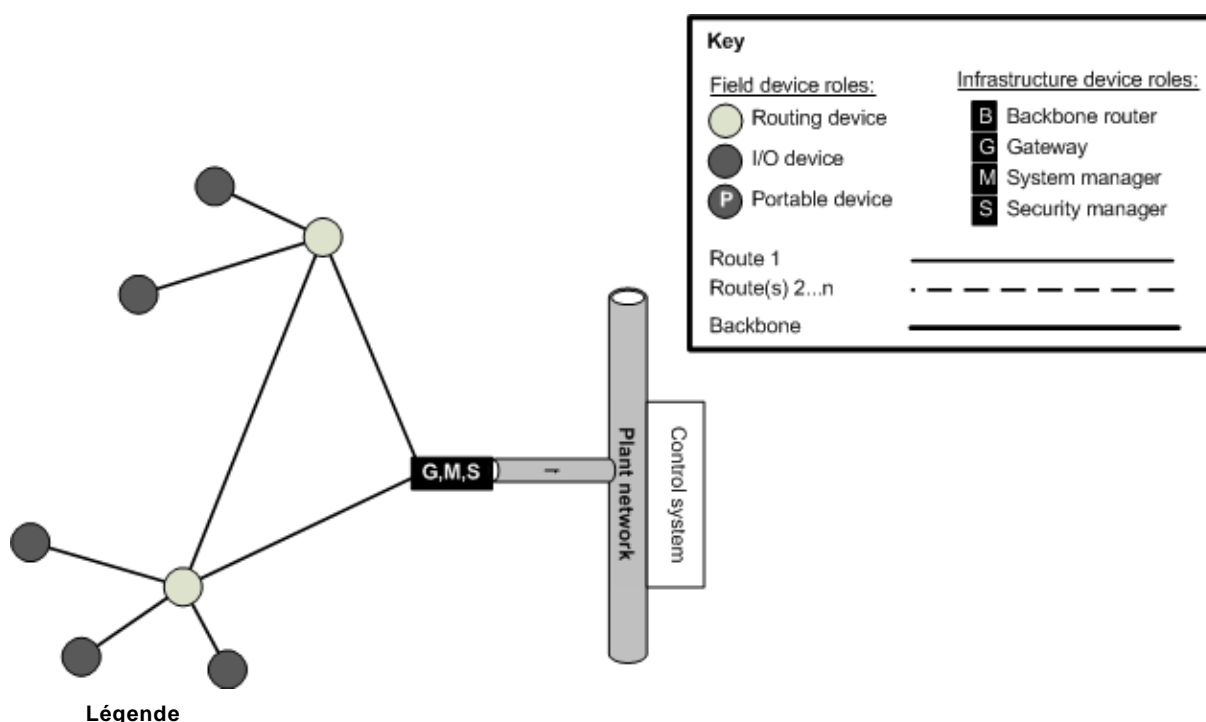 Key
Field device roles:
Routing device
I/O device
P Portable device
Infrastructure device roles:
B Backbone router
G Gateway
M System manager
S Security manager
Route 1
Route(s) 2...n
Backbone
G,M,S
Plant network
Control system
Légende